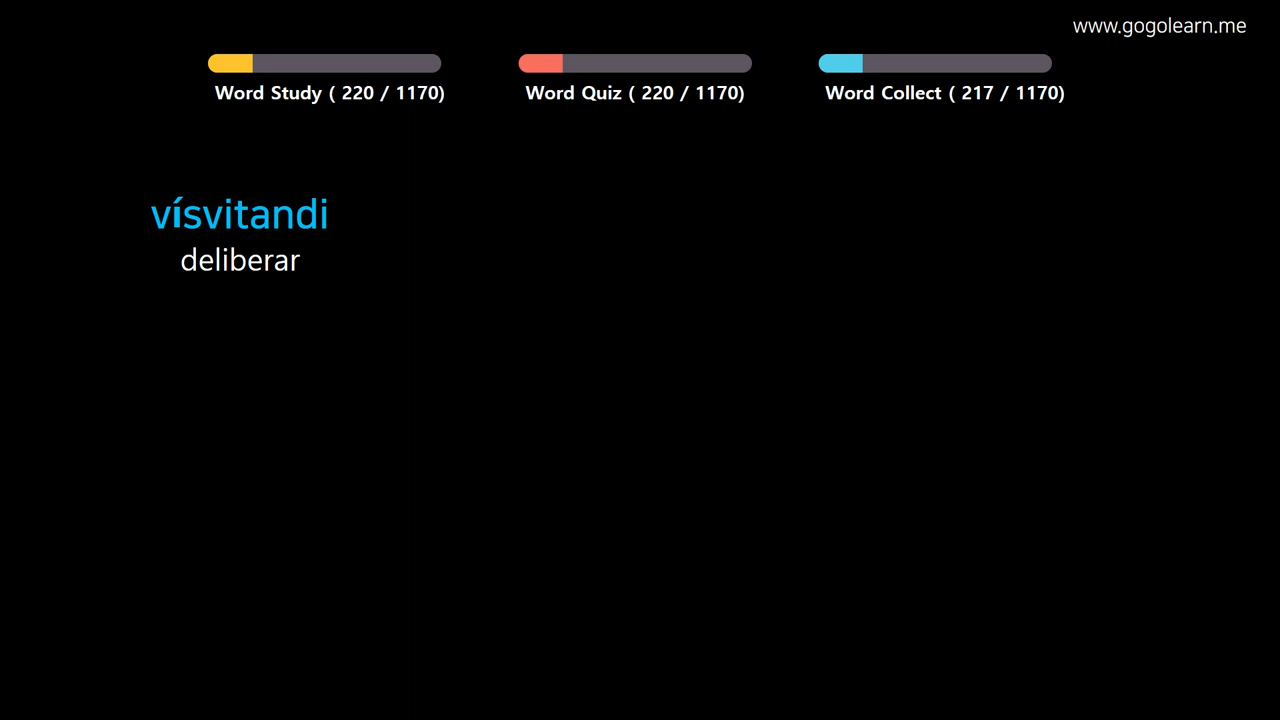 www.gogolearn.me
Word Study ( 220 / 1170)
Word Quiz ( 220 / 1170)
Word Collect ( 217 / 1170)
vísvitandi
deliberar